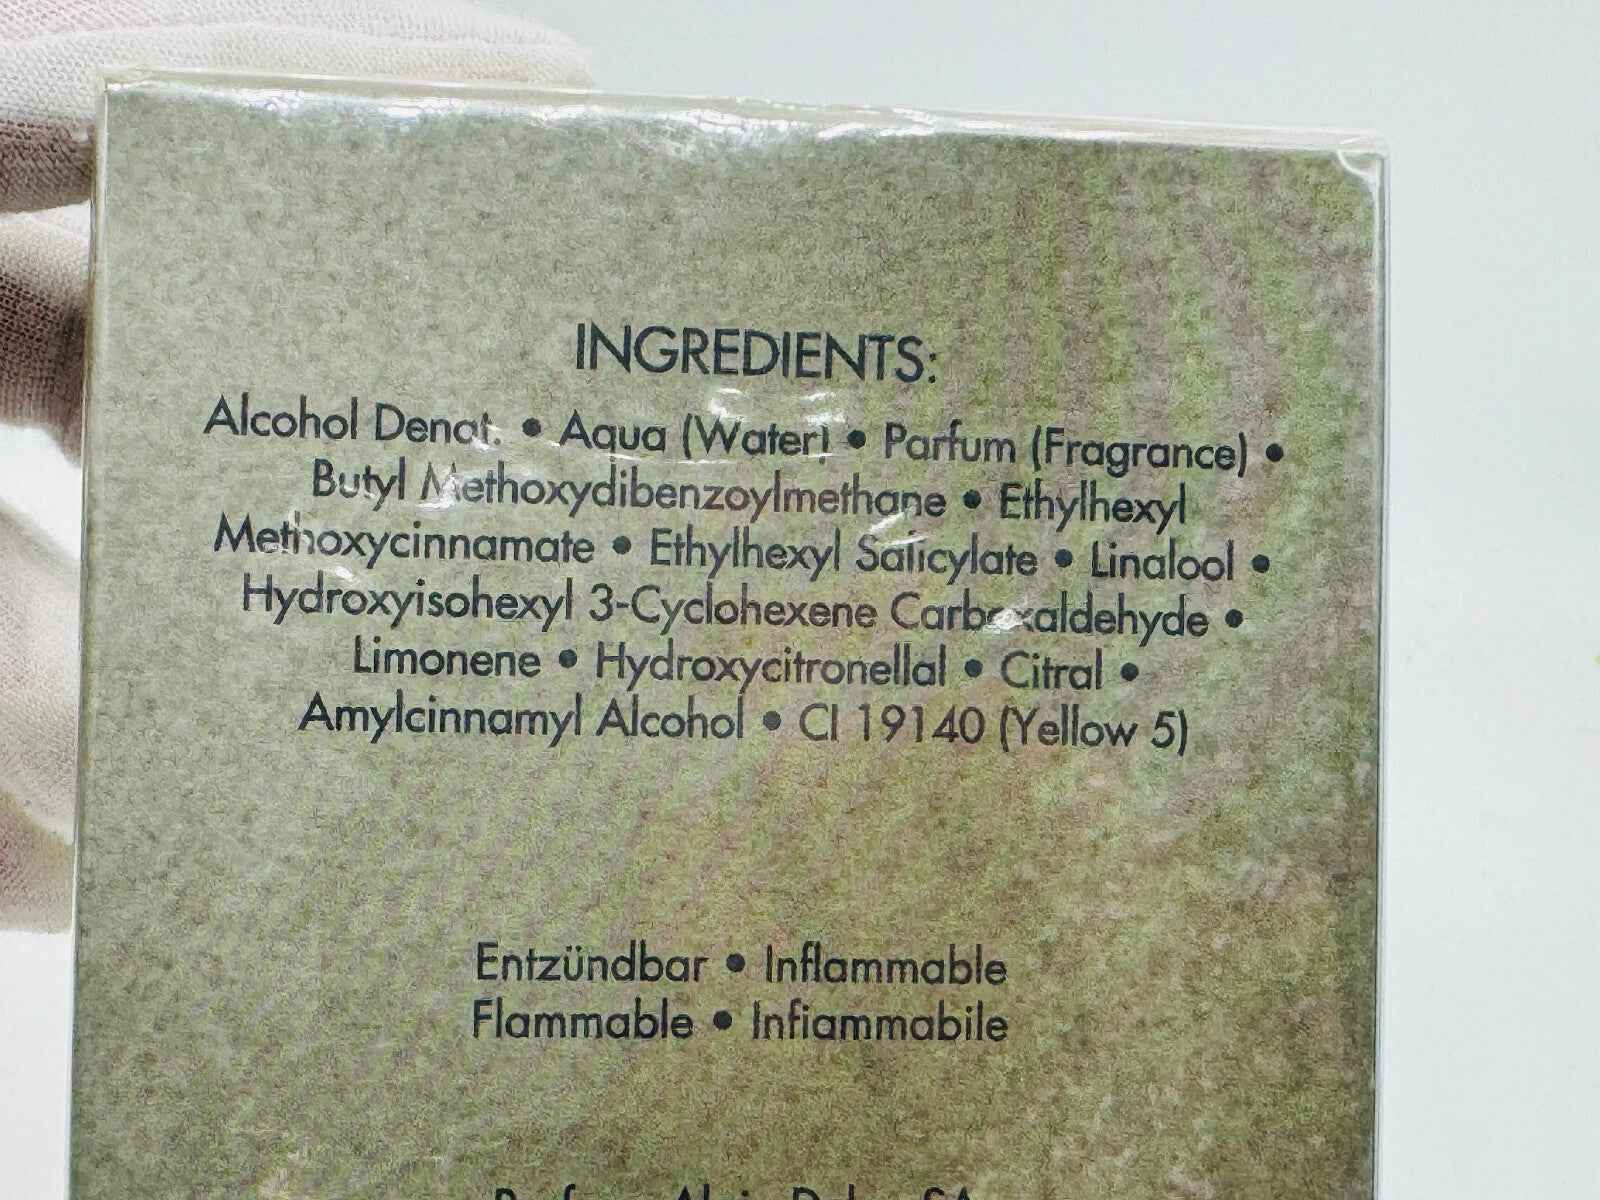 INGREDIENTS:
Alcohol Denat. • Aqua (Water) • Parfum (Fragrance) •
Butyl Methoxydibenzoylmethane • Ethylhexyl
Methoxycinnamate • Ethylhexyl Salicylate • Linalool •
Hydroxyisohexyl 3-Cyclohexene Carboxaldehyde •
Limonene • Hydroxycitronellal • Citral •
Amylcinnamyl Alcohol • CI 19140 (Yellow 5)
Entzündbar • Inflammable
Flammable • Infiammabile